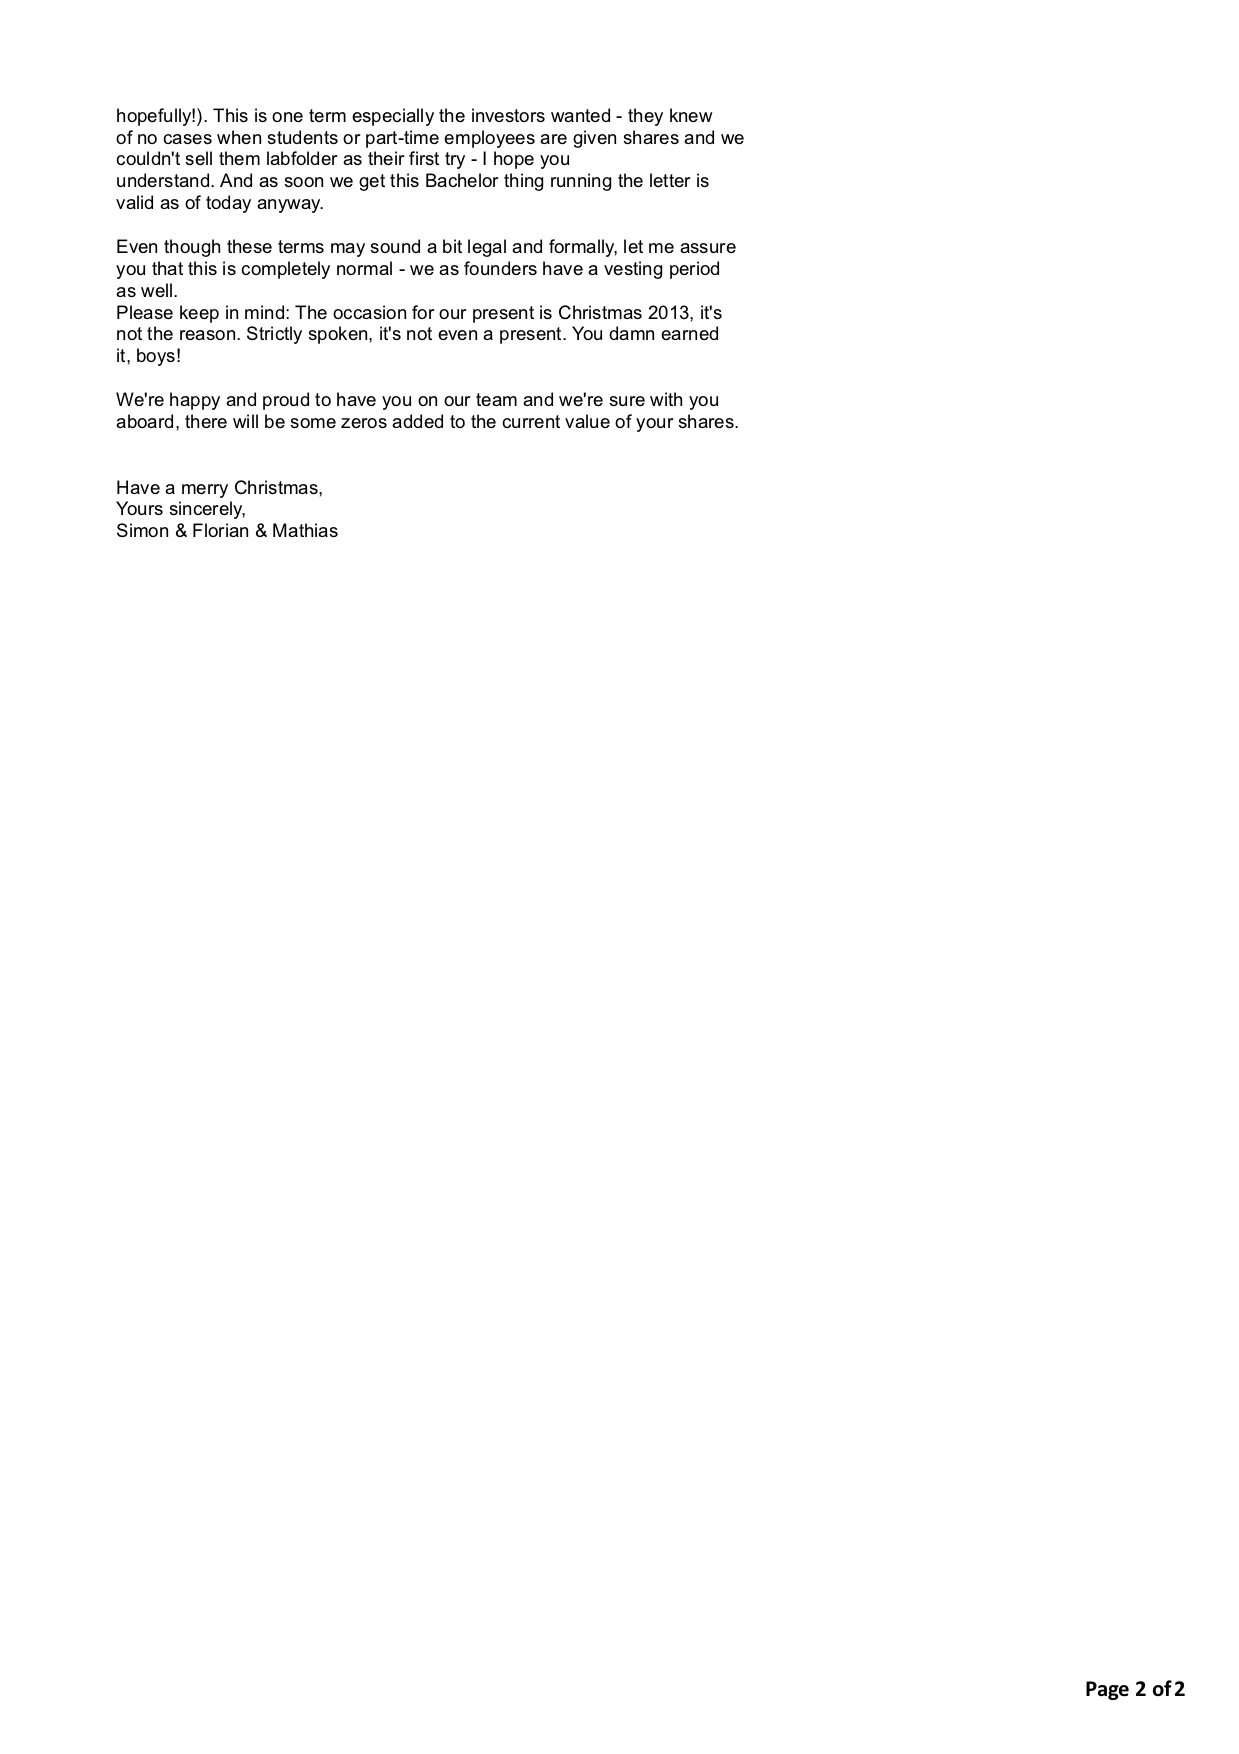 hopefully!). This is one term especially the investors wanted - they knew
of no cases when students or part-time employees are given shares and we
couldn't sell them labfolder as their first try - I hope you
understand. And as soon we get this Bachelor thing running the letter is
valid as of today anyway.
Even though these terms may sound a bit legal and formally, let me assure
you that this is completely normal - we as founders have a vesting period
as well.
Please keep in mind: The occasion for our present is Christmas 2013, it's
not the reason. Strictly spoken, it's not even a present. You damn earned
it, boys!
We're happy and proud to have you on our team and we're sure with you
aboard, there will be some zeros added to the current value of your shares.
Have a merry Christmas,
Yours sincerely,
Simon & Florian & Mathias
Page 2 of 2